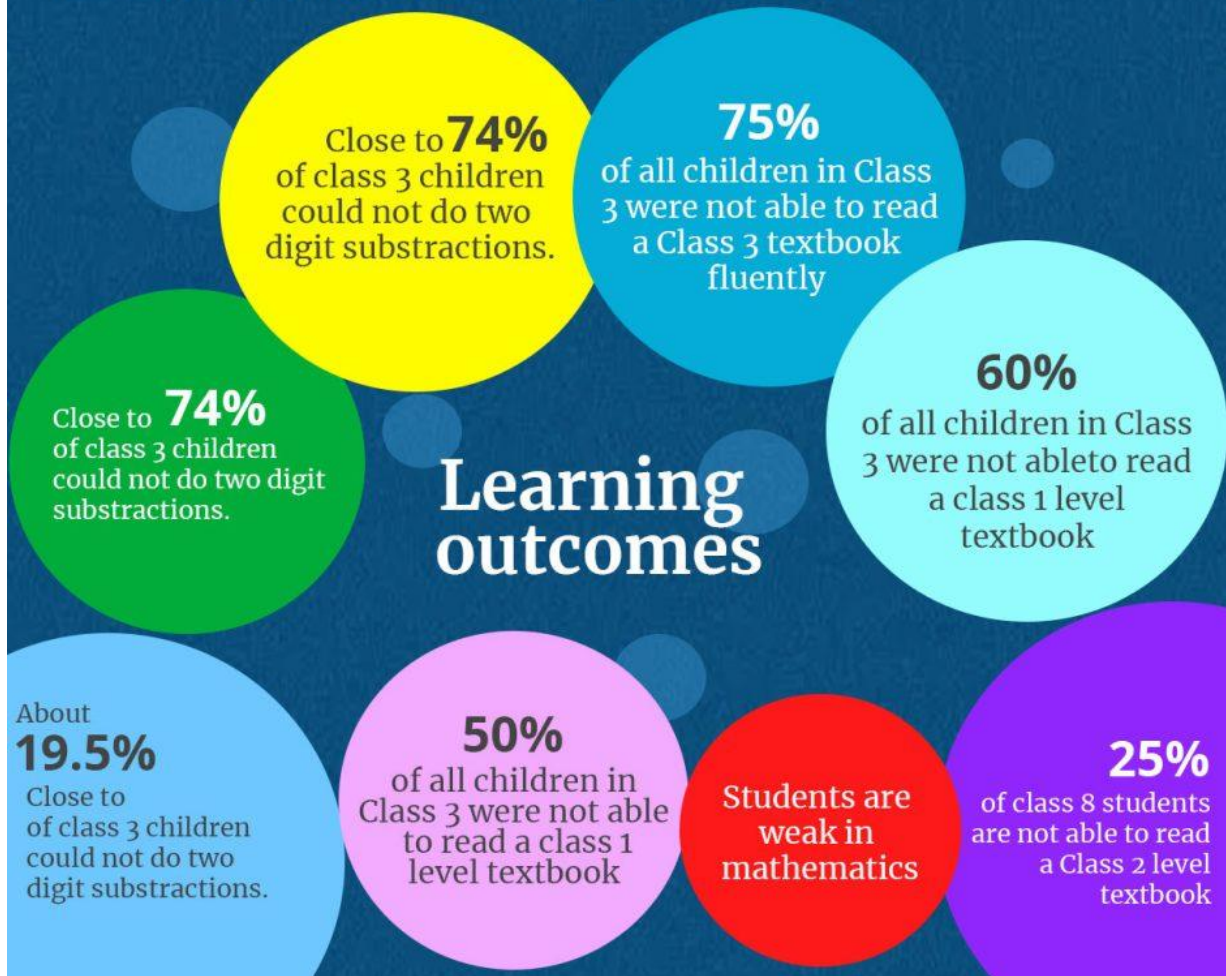 Close to 74%
of class 3 children
could not do two
digit substractions.
75%
of all children in Class
3 were not able to read
a Class 3 textbook
fluently
60%
of all children in Class
3 were not ableto read
a class 1 level
textbook
Close to 74%
of class 3 children
could not do two digit
substractions.
Learning
outcomes
About
19.5%
Close to
of class 3 children
could not do two
digit substractions.
50%
of all children in
Class 3 were not able
to read a class 1
level textbook
Students are
weak in
mathematics
25%
of class 8 students
are not able to read
a Class 2 level
textbook